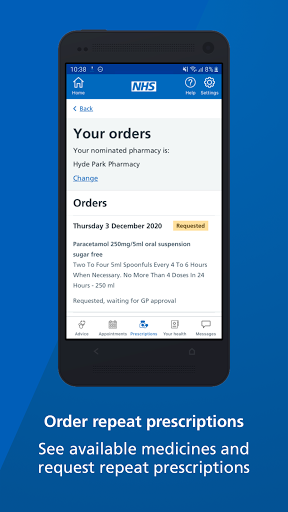 10:38
8%
Home
NHS
Help
Settings
Back
Your orders
Your nominated pharmacy is:
Hyde Park Pharmacy
Change
Orders
Thursday 3 December 2020 Requested
Paracetamol 250mg/5ml oral suspension
sugar free
Two To Four 5ml Spoonfuls Every 4 To 6 Hours
When Necessary. No More Than 4 Doses In 24
Hours - 250 ml
Requested, waiting for GP approval
Advice
Appointments
Prescriptions
Your health
Messages
Order repeat prescriptions
See available medicines and
request repeat prescriptions